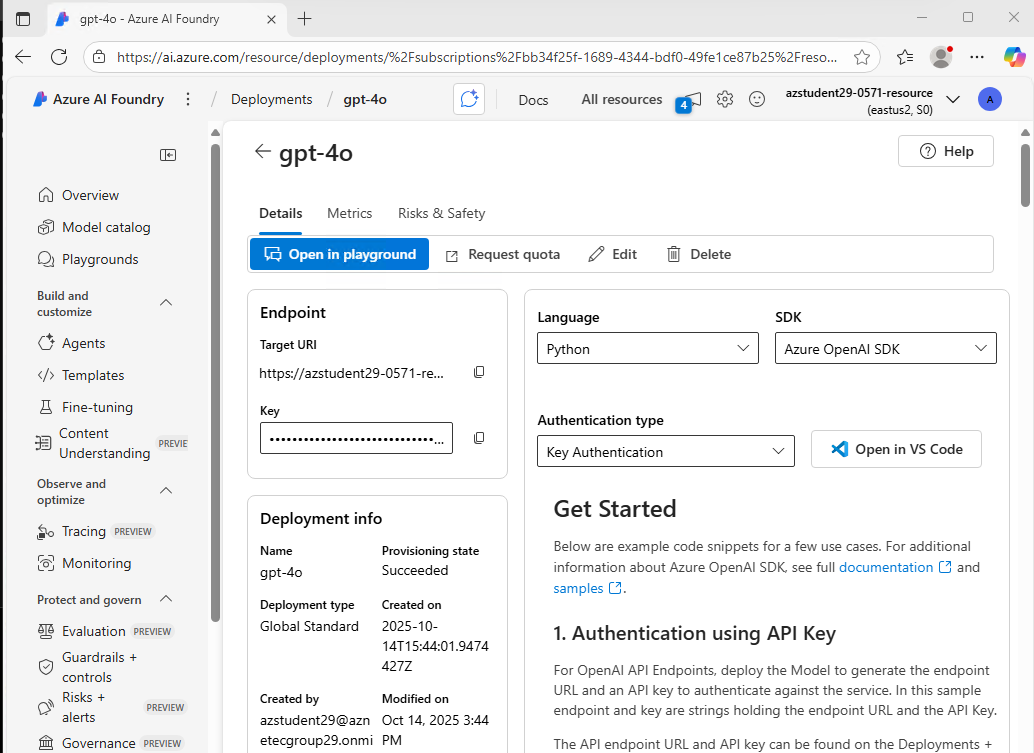 gpt-4o - Azure AI Foundry
https://ai.azure.com/resource/deployments/%2Fsubscriptions%2Fbb34f25f-1689-4344-bdf0-49fe1ce87b25%2Freso...
Azure AI Foundry / Deployments / gpt-4o Docs All resources 4 azstudent29-0571-resource
(eastus2, S0) A
gpt-4o
Help
Overview
Model catalog
Playgrounds
Build and
customize
Agents
Templates
Fine-tuning
Content
Understanding PREVIE
Observe and
optimize
Tracing PREVIEW
Monitoring
Protect and govern
Evaluation PREVIEW
Guardrails +
controls
Risks +
alerts PREVIEW
Governance PREVIEW
Details Metrics Risks & Safety
Open in playground Request quota Edit Delete
Endpoint
Target URI
https://azstudent29-0571-re...
Key
••••••••••••••••••••••••••••••...
Deployment info
Name
gpt-4o
Provisioning state
Succeeded
Deployment type
Global Standard
Created on
2025-10-
14T15:44:01.9474
427Z
Created by
azstudent29@azn
etecgroup29.onmi
Modified on
Oct 14, 2025 3:44
PM
Language
Python
SDK
Azure OpenAI SDK
Authentication type
Key Authentication
Open in VS Code
Get Started
Below are example code snippets for a few use cases. For additional
information about Azure OpenAI SDK, see full documentation and
samples .
1. Authentication using API Key
For OpenAI API Endpoints, deploy the Model to generate the endpoint
URL and an API key to authenticate against the service. In this sample
endpoint and key are strings holding the endpoint URL and the API Key.
The API endpoint URL and API key can be found on the Deployments +